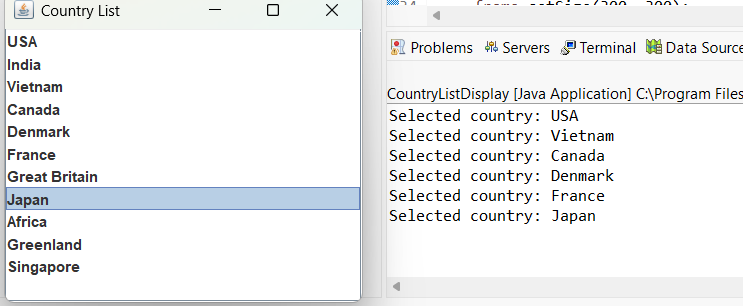 Country List
USA
India
Vietnam
Canada
Denmark
France
Great Britain
Japan
Africa
Greenland
Singapore
Problems Servers Terminal Data Source
CountryListDisplay [Java Application] C:\Program Files
Selected country: USA
Selected country: Vietnam
Selected country: Canada
Selected country: Denmark
Selected country: France
Selected country: Japan